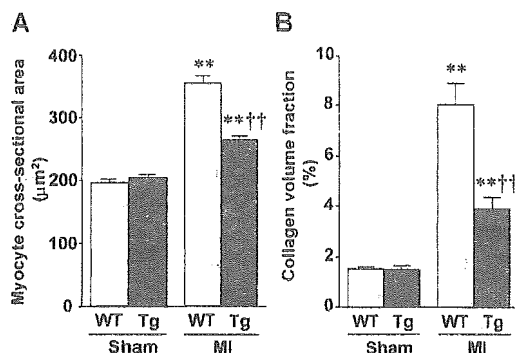 A
Myocyte cross-sectional area
(µm²)
400
300
200
100
0
**
**††
WT Tg WT Tg
Sham MI
B
Collagen volume fraction
(%)
10
8
6
4
2
0
**
**††
WT Tg WT Tg
Sham MI